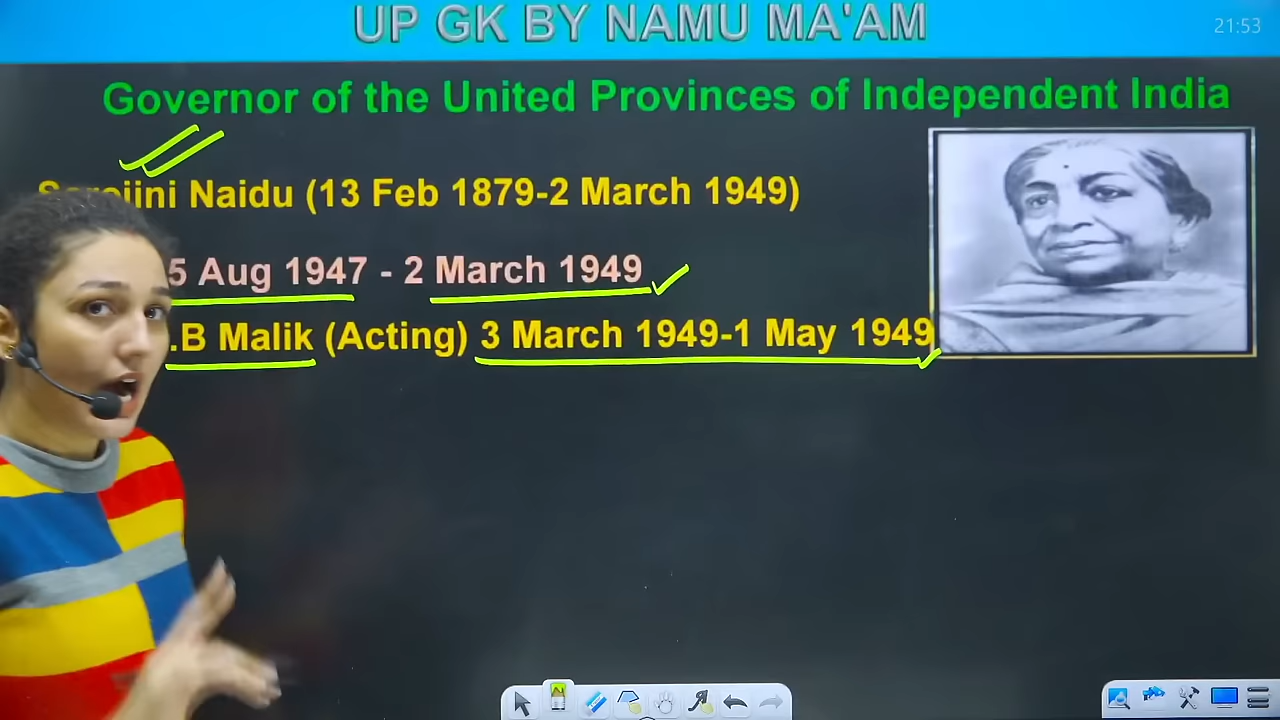 UP GK BY NAMU MA'AM
21:53
Governor of the United Provinces of Independent India
Sarojini Naidu (13 Feb 1879-2 March 1949)
5 Aug 1947 - 2 March 1949
.B Malik (Acting) 3 March 1949-1 May 1949